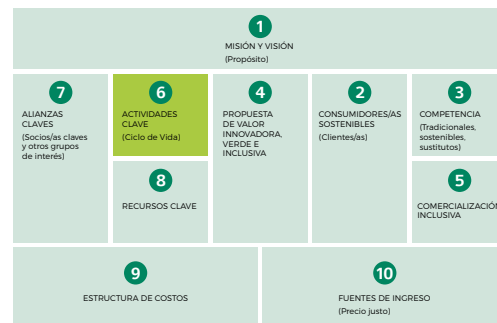 1
MISIÓN Y VISIÓN
(Propósito)
7
ALIANZAS
CLAVES
(Socios/as claves
y otros grupos
de interés)
6
ACTIVIDADES
CLAVE
(Ciclo de Vida)
8
RECURSOS CLAVE
4
PROPUESTA
DE VALOR
INNOVADORA,
VERDE E
INCLUSIVA
2
CONSUMIDORES/AS
SOSTENIBLES
(Clientes/as)
3
COMPETENCIA
(Tradicionales,
sostenibles,
sustitutos)
5
COMERCIALIZACIÓN
INCLUSIVA
9
ESTRUCTURA DE COSTOS
10
FUENTES DE INGRESO
(Precio justo)